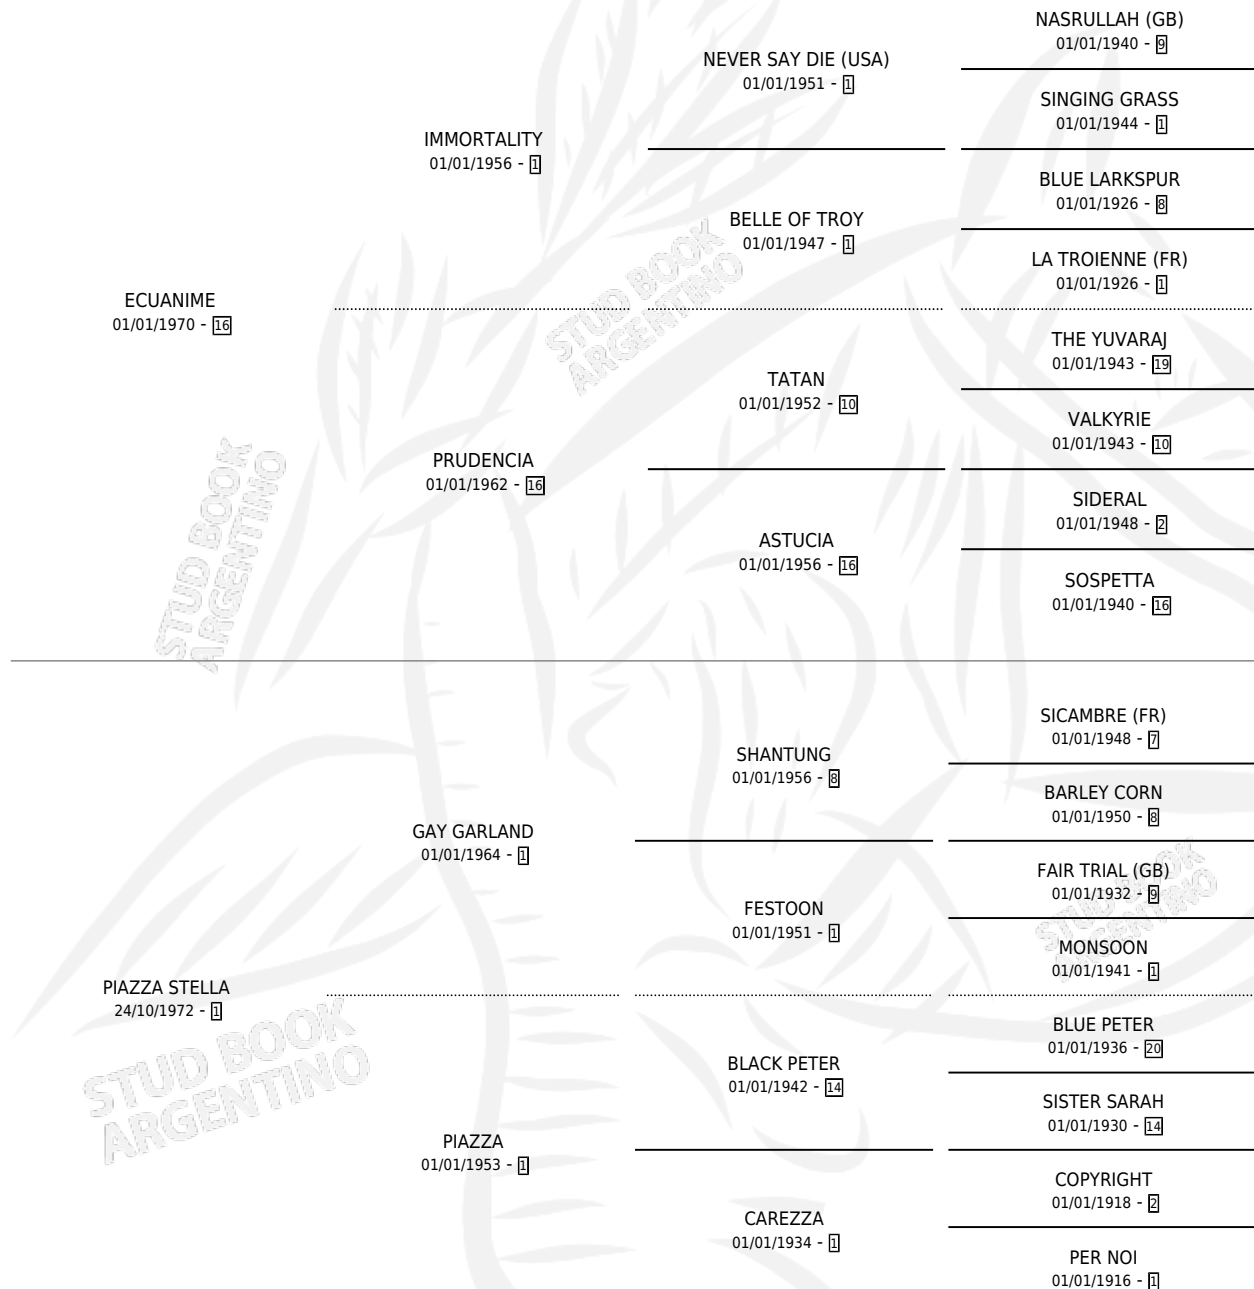 NASRULLAH (GB)
01/01/1940 - 9
NEVER SAY DIE (USA)
01/01/1951 - 1
SINGING GRASS
01/01/1944 - 1
IMMORTALITY
01/01/1956 - 1
BLUE LARKSPUR
01/01/1926 - 8
BELLE OF TROY
01/01/1947 - 1
LA TROIENNE (FR)
01/01/1926 - 1
ECUANIME
01/01/1970 - 16
THE YUVARAJ
01/01/1943 - 19
TATAN
01/01/1952 - 10
VALKYRIE
01/01/1943 - 10
PRUDENCIA
01/01/1962 - 16
SIDERAL
01/01/1948 - 2
ASTUCIA
01/01/1956 - 16
SOSPETTA
01/01/1940 - 16
SICAMBRE (FR)
01/01/1948 - 7
SHANTUNG
01/01/1956 - 8
BARLEY CORN
01/01/1950 - 8
GAY GARLAND
01/01/1964 - 1
FAIR TRIAL (GB)
01/01/1932 - 9
FESTOON
01/01/1951 - 1
MONSOON
01/01/1941 - 1
PIAZZA STELLA
24/10/1972 - 1
BLUE PETER
01/01/1936 - 20
BLACK PETER
01/01/1942 - 14
SISTER SARAH
01/01/1930 - 14
PIAZZA
01/01/1953 - 1
COPYRIGHT
01/01/1918 - 2
CAREZZA
01/01/1934 - 1
PER NOI
01/01/1916 - 1
STUD BOOK
ARGENTINO
STUD BOOK
ARGENTINO
STUD BOOK
ARGENTINO
STUD BOOK
ARGENTINO